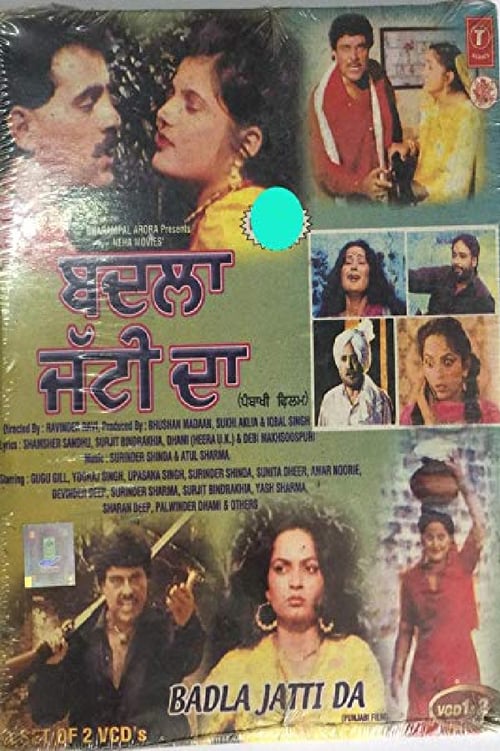 T
SERIES
DHARAMPAL ARORA Presents
NEHA MOVIES'
ਬਦਲਾ
ਜੱਟੀ ਦਾ
(ਪੰਬਾਖੀ ਫਿਲਮ)
Directed By : RAVINDER RAVI, Produced By : BHUSHAN MADAAN, SUKHI AKLIA & IQBAL SINGH
Lyrics : SHAMSHER SANDHU, SURJIT BINDRAKHIA, DHAMI (HEERA U.K.) & DEBI MAKHSOOSPURI
Music : SURINDER SHINDA & ATUL SHARMA,
Starring : GUGU GILL, YOGRAJ SINGH, UPASANA SINGH, SURINDER SHINDA, SUNITA DHEER, AMAR NOORIE,
DEVINDER DEEP, SURINDER SHARMA, SURJIT BINDRAKHIA, YASH SHARMA,
SHARAN DEEP, PALWINDER DHAMI & OTHERS
BADLA JATTI DA
(PUNJABI FILM)
SET OF 2 VCD's
VCD1